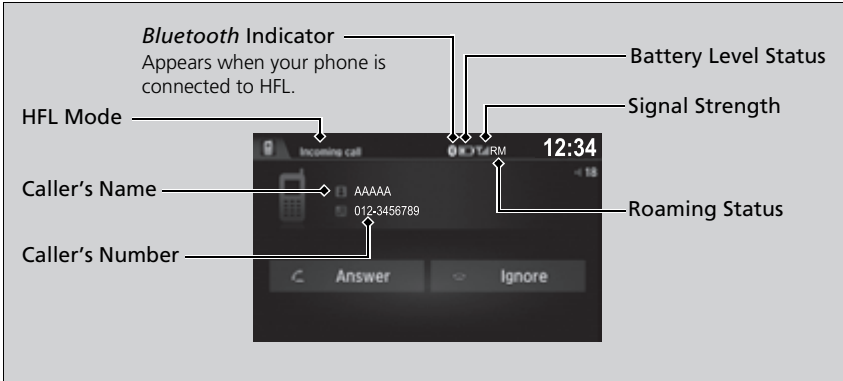 Bluetooth Indicator
Appears when your phone is
connected to HFL.
Battery Level Status
HFL Mode
Signal Strength
Incoming call
RM
12:34
18
Caller's Name
AAAAA
012-3456789
Roaming Status
Caller's Number
Answer
Ignore